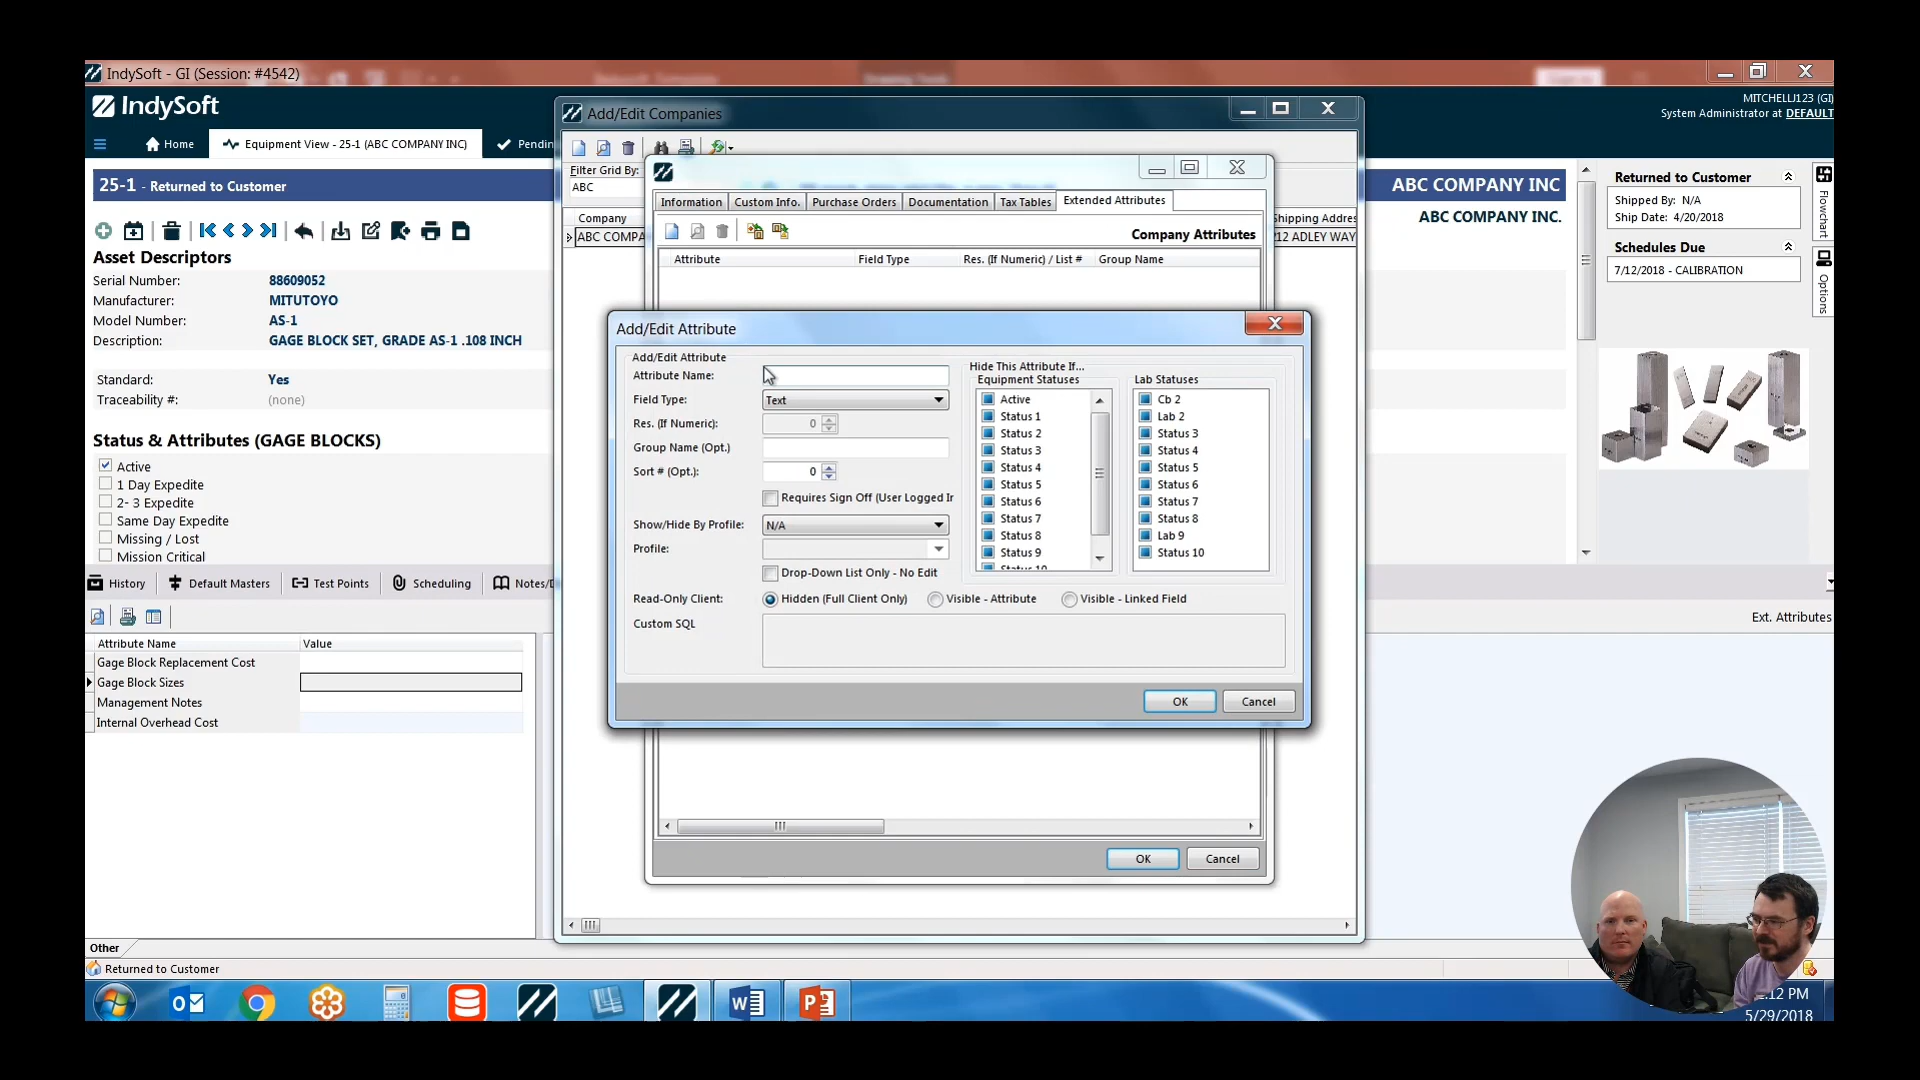 IndySoft - GI (Session: #4542)
IndySoft
MITCHELLJ123 (GI)
System Administrator at DEFAULT
Home
Equipment View - 25-1 (ABC COMPANY INC)
Pendin
25-1 - Returned to Customer
ABC COMPANY INC
ABC COMPANY INC.
Asset Descriptors
Serial Number: 88609052
Manufacturer: MITUTOYO
Model Number: AS-1
Description: GAGE BLOCK SET, GRADE AS-1 .108 INCH
Standard: Yes
Traceability #: (none)
Status & Attributes (GAGE BLOCKS)
Active
1 Day Expedite
2- 3 Expedite
Same Day Expedite
Missing / Lost
Mission Critical
History
Default Masters
Test Points
Scheduling
Notes/D
Ext. Attributes
Attribute Name Value
Gage Block Replacement Cost
Gage Block Sizes
Management Notes
Internal Overhead Cost
Other
Returned to Customer
Add/Edit Companies
Filter Grid By:
ABC
Company
Shipping Addres
ABC COMPA
212 ADLEY WAY
Information
Custom Info.
Purchase Orders
Documentation
Tax Tables
Extended Attributes
Company Attributes
Attribute Field Type Res. (If Numeric) / List # Group Name
Add/Edit Attribute
Add/Edit Attribute
Attribute Name:
Field Type: Text
Res. (If Numeric): 0
Group Name (Opt.)
Sort # (Opt.): 0
Requires Sign Off (User Logged Ir
Show/Hide By Profile: N/A
Profile:
Drop-Down List Only - No Edit
Read-Only Client: Hidden (Full Client Only) Visible - Attribute Visible - Linked Field
Custom SQL
Hide This Attribute If...
Equipment Statuses
Active
Status 1
Status 2
Status 3
Status 4
Status 5
Status 6
Status 7
Status 8
Status 9
Status 10
Lab Statuses
Cb 2
Lab 2
Status 3
Status 4
Status 5
Status 6
Status 7
Status 8
Lab 9
Status 10
OK
Cancel
OK
Cancel
Returned to Customer
Shipped By: N/A
Ship Date: 4/20/2018
Schedules Due
7/12/2018 - CALIBRATION
Flowchart
Options
:12 PM
5/29/2018